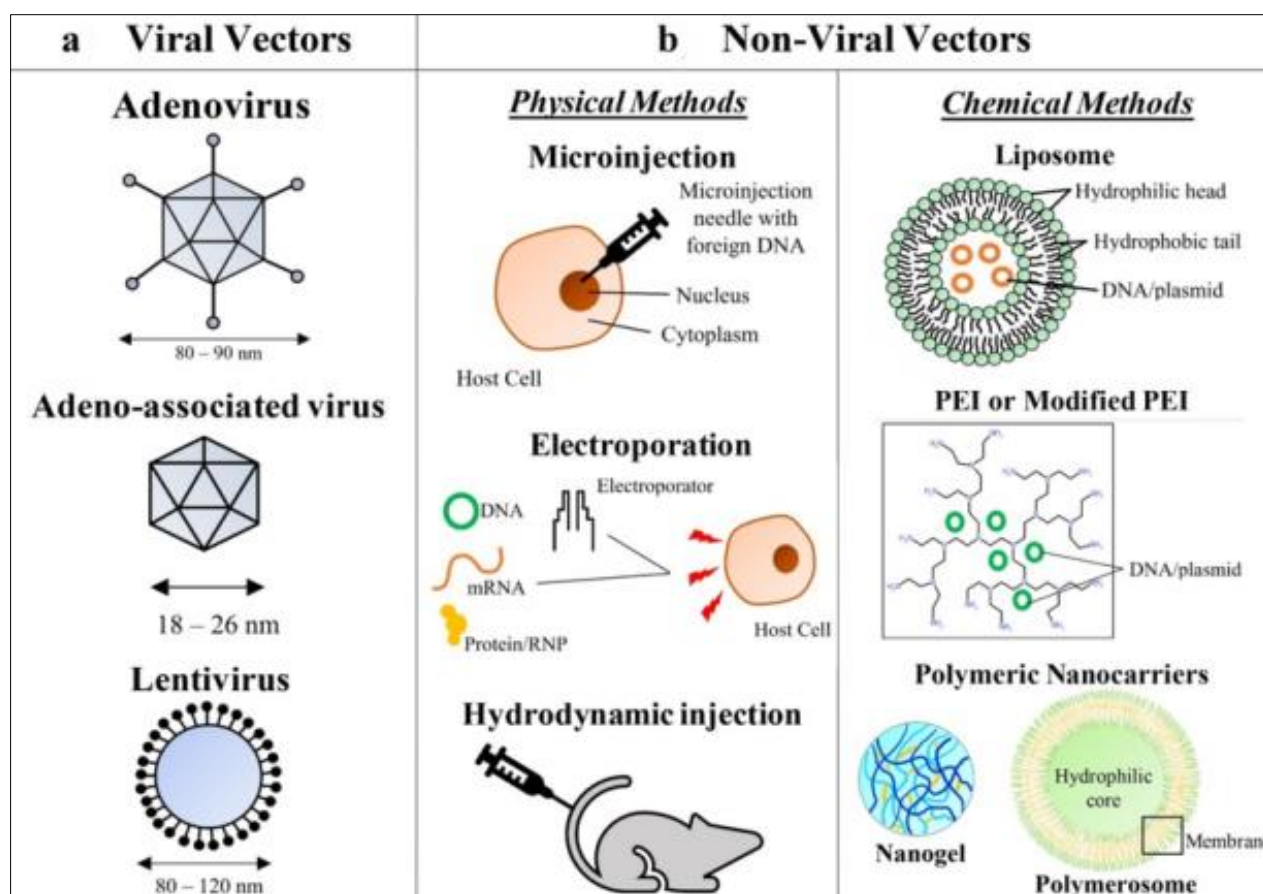 a Viral Vectors
Adenovirus
80 – 90 nm
Adeno-associated virus
18 – 26 nm
Lentivirus
80 – 120 nm
b Non-Viral Vectors
Physical Methods
Microinjection
Microinjection
needle with
foreign DNA
Nucleus
Cytoplasm
Host Cell
Electroporation
Electroporator
DNA
mRNA
Protein/RNP
Host Cell
Hydrodynamic injection
Chemical Methods
Liposome
Hydrophilic head
Hydrophobic tail
DNA/plasmid
PEI or Modified PEI
DNA/plasmid
Polymeric Nanocarriers
Hydrophilic
core
Membran
Nanogel
Polymerosome